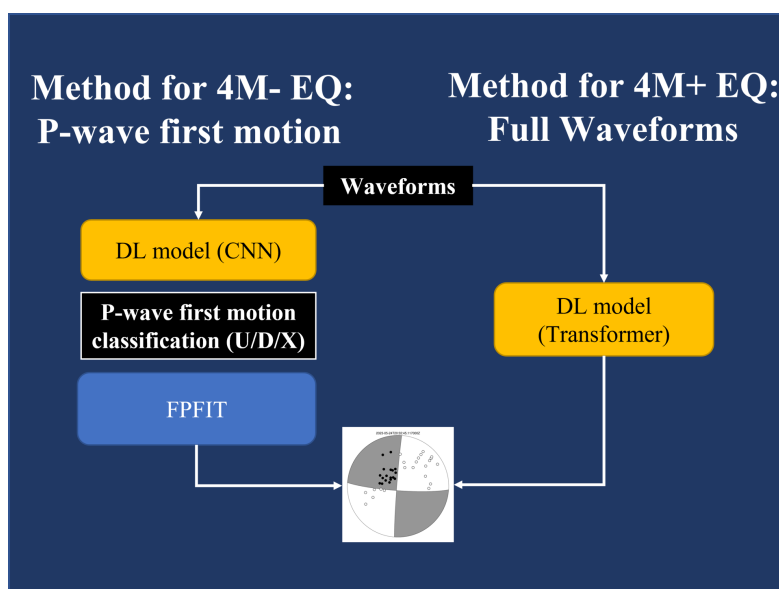 Method for 4M- EQ:
P-wave first motion
Method for 4M+ EQ:
Full Waveforms
Waveforms
DL model (CNN)
P-wave first motion
classification (U/D/X)
DL model
(Transformer)
FPFIT